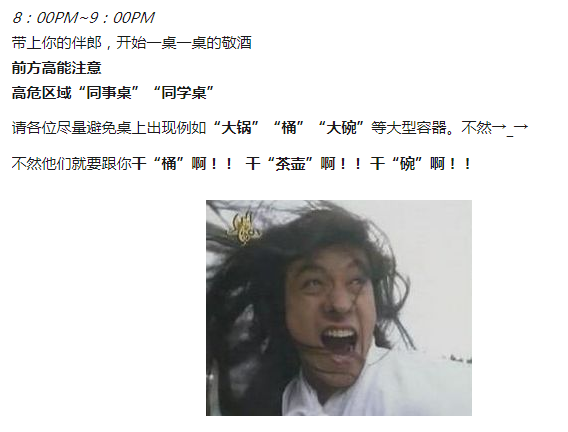 8：00PM~9：00PM
带上你的伴郎，开始一桌一桌的敬酒
前方高能注意
高危区域“同事桌”“同学桌”
请各位尽量避免桌上出现例如“大锅”“桶”“大碗”等大型容器。不然→_→
不然他们就要跟你干“桶”啊！！ 干“茶壶”啊！！干“碗”啊！！